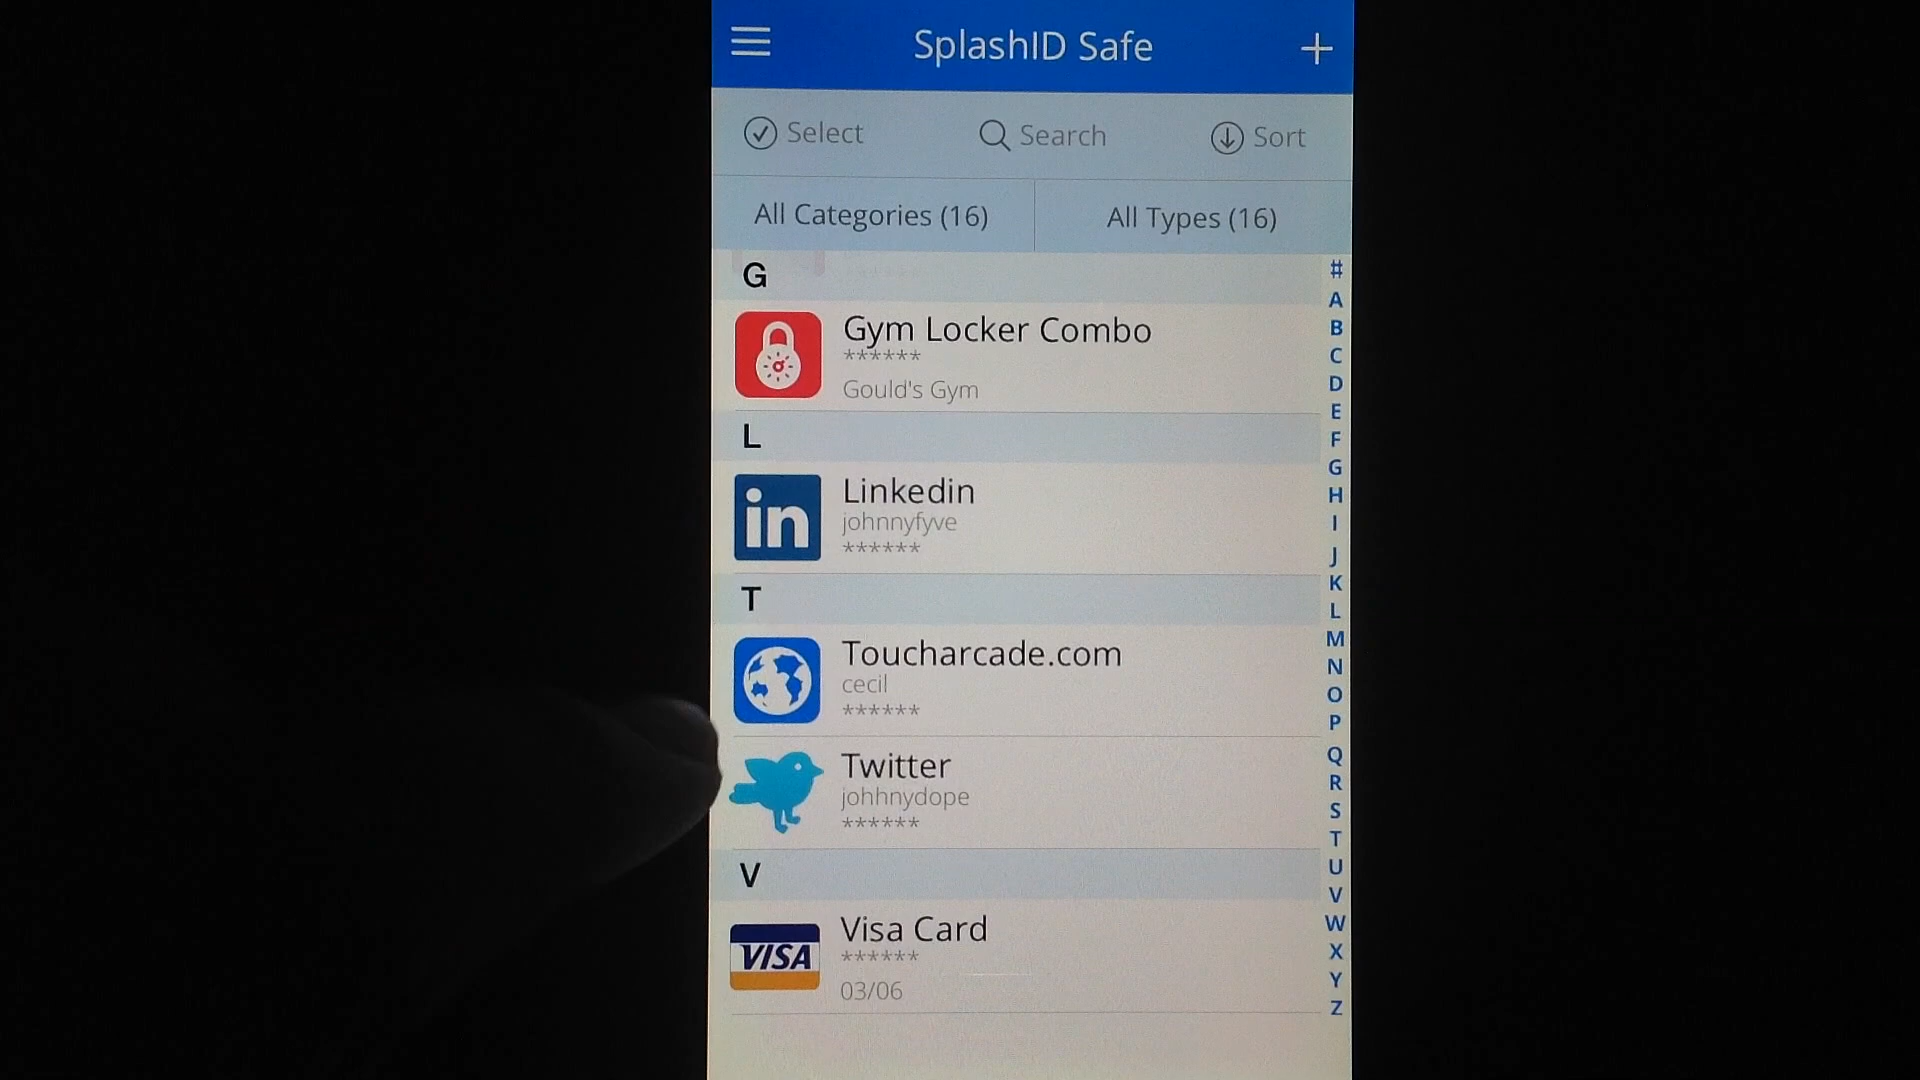 SplashID Safe
Select Search Sort
All Categories (16) All Types (16)
G
Gym Locker Combo
******
Gould's Gym
L
in
Linkedin
johnnyfyve
******
T
Toucharcade.com
cecil
******
Twitter
johhnydope
******
V
VISA
Visa Card
******
03/06
#
A
B
C
D
E
F
G
H
I
J
K
L
M
N
O
P
Q
R
S
T
U
V
W
X
Y
Z